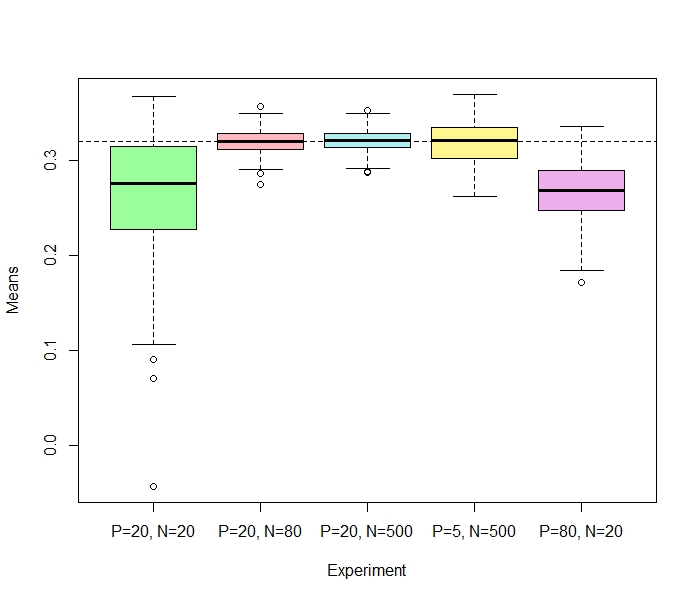 Means
0.3
0.2
0.1
0.0
P=20, N=20 P=20, N=80 P=20, N=500 P=5, N=500 P=80, N=20
Experiment